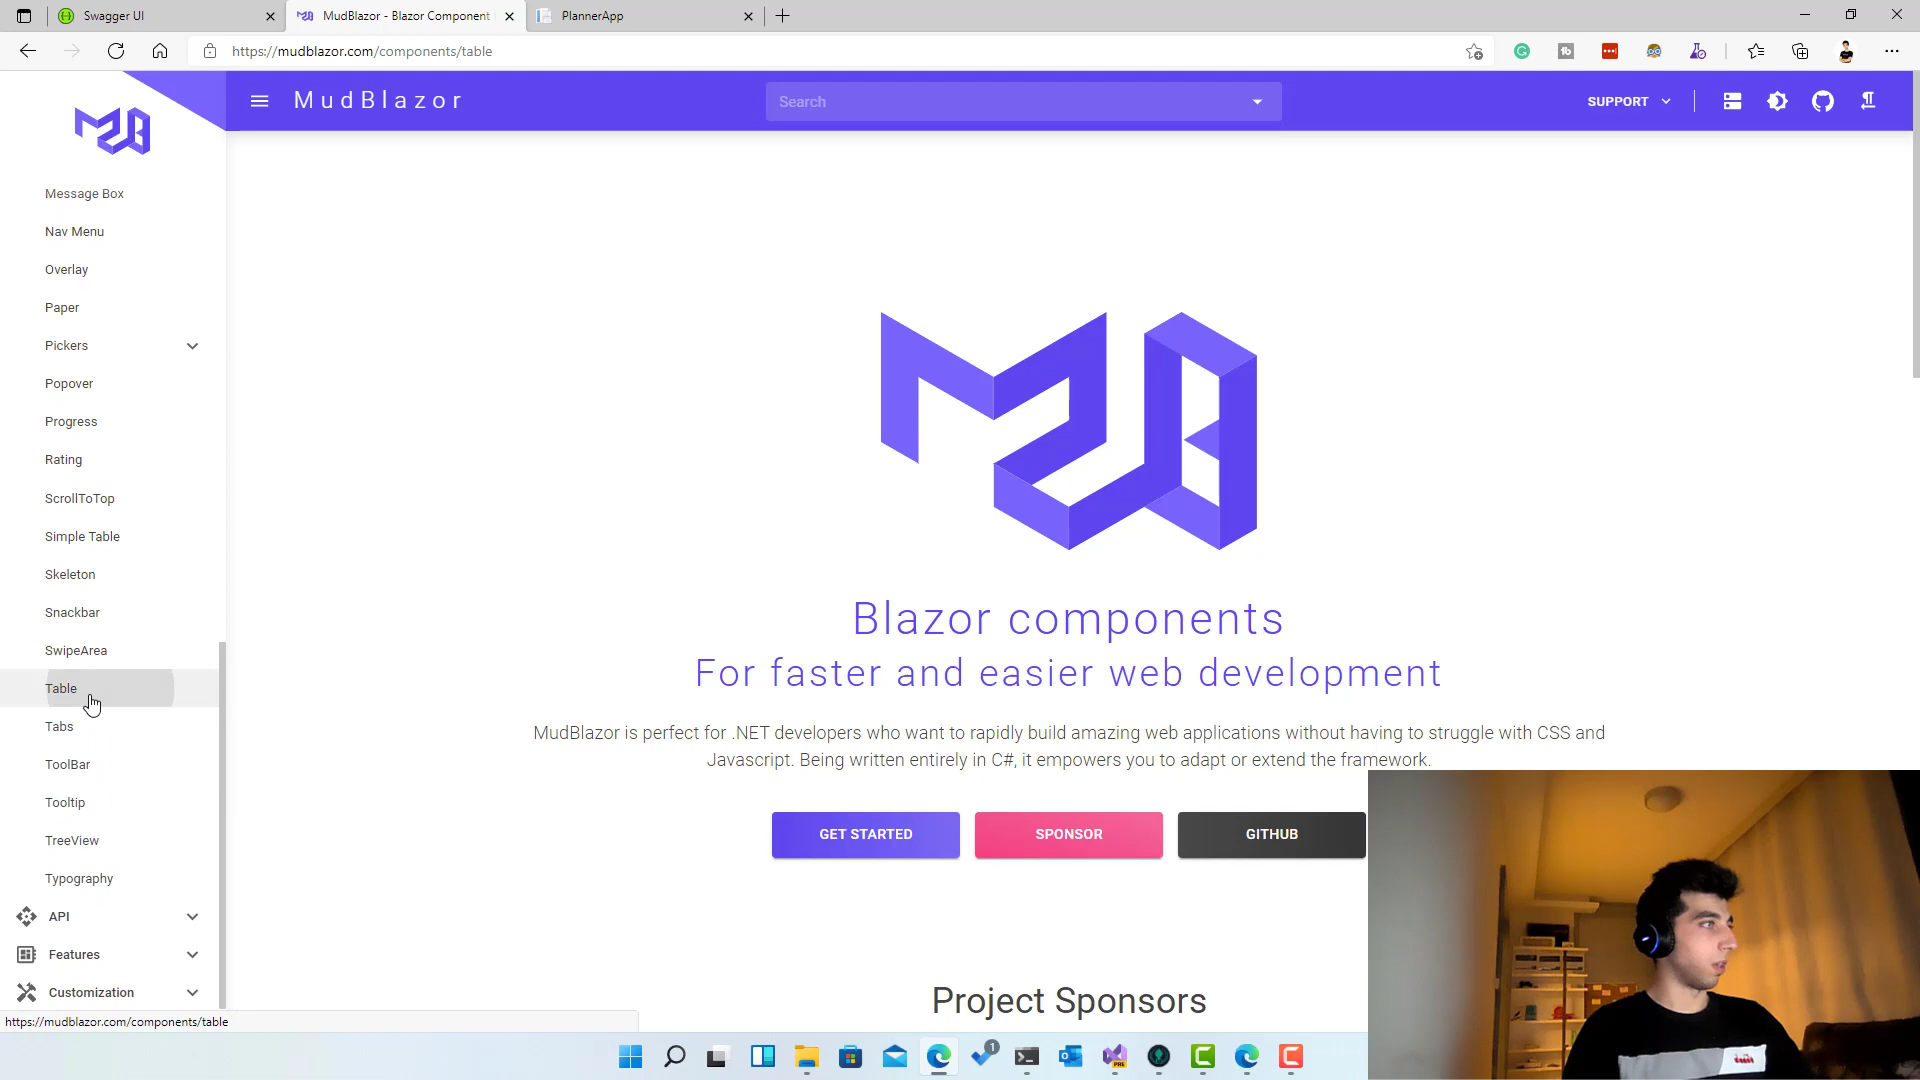 Swagger UI
MudBlazor - Blazor Component
PlannerApp
https://mudblazor.com/components/table
MudBlazor
Search
SUPPORT
Message Box
Nav Menu
Overlay
Paper
Pickers
Popover
Progress
Rating
ScrollToTop
Simple Table
Skeleton
Snackbar
SwipeArea
Table
Tabs
ToolBar
Tooltip
TreeView
Typography
API
Features
Customization
https://mudblazor.com/components/table
Blazor components
For faster and easier web development
MudBlazor is perfect for .NET developers who want to rapidly build amazing web applications without having to struggle with CSS and
Javascript. Being written entirely in C#, it empowers you to adapt or extend the framework.
GET STARTED
SPONSOR
GITHUB
Project Sponsors
1